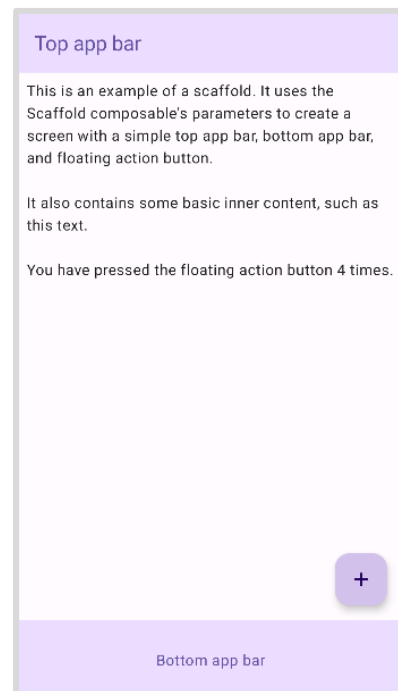 Top app bar
This is an example of a scaffold. It uses the
Scaffold composable's parameters to create a
screen with a simple top app bar, bottom app bar,
and floating action button.
It also contains some basic inner content, such as
this text.
You have pressed the floating action button 4 times.
+
Bottom app bar